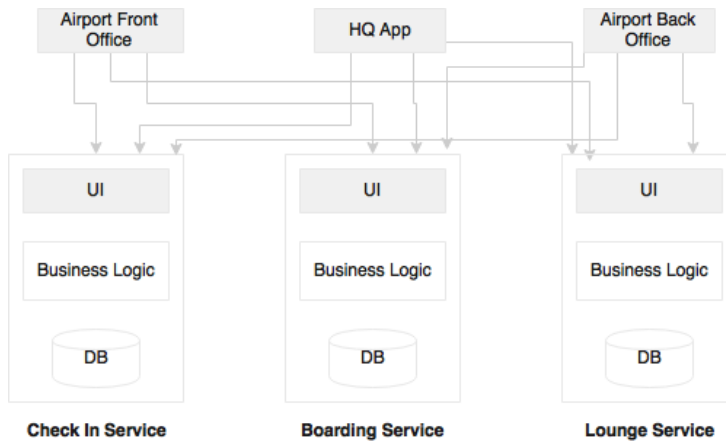 Airport Front
Office
HQ App
Airport Back
Office
UI
UI
UI
Business Logic
Business Logic
Business Logic
DB
DB
DB
Check In Service
Boarding Service
Lounge Service